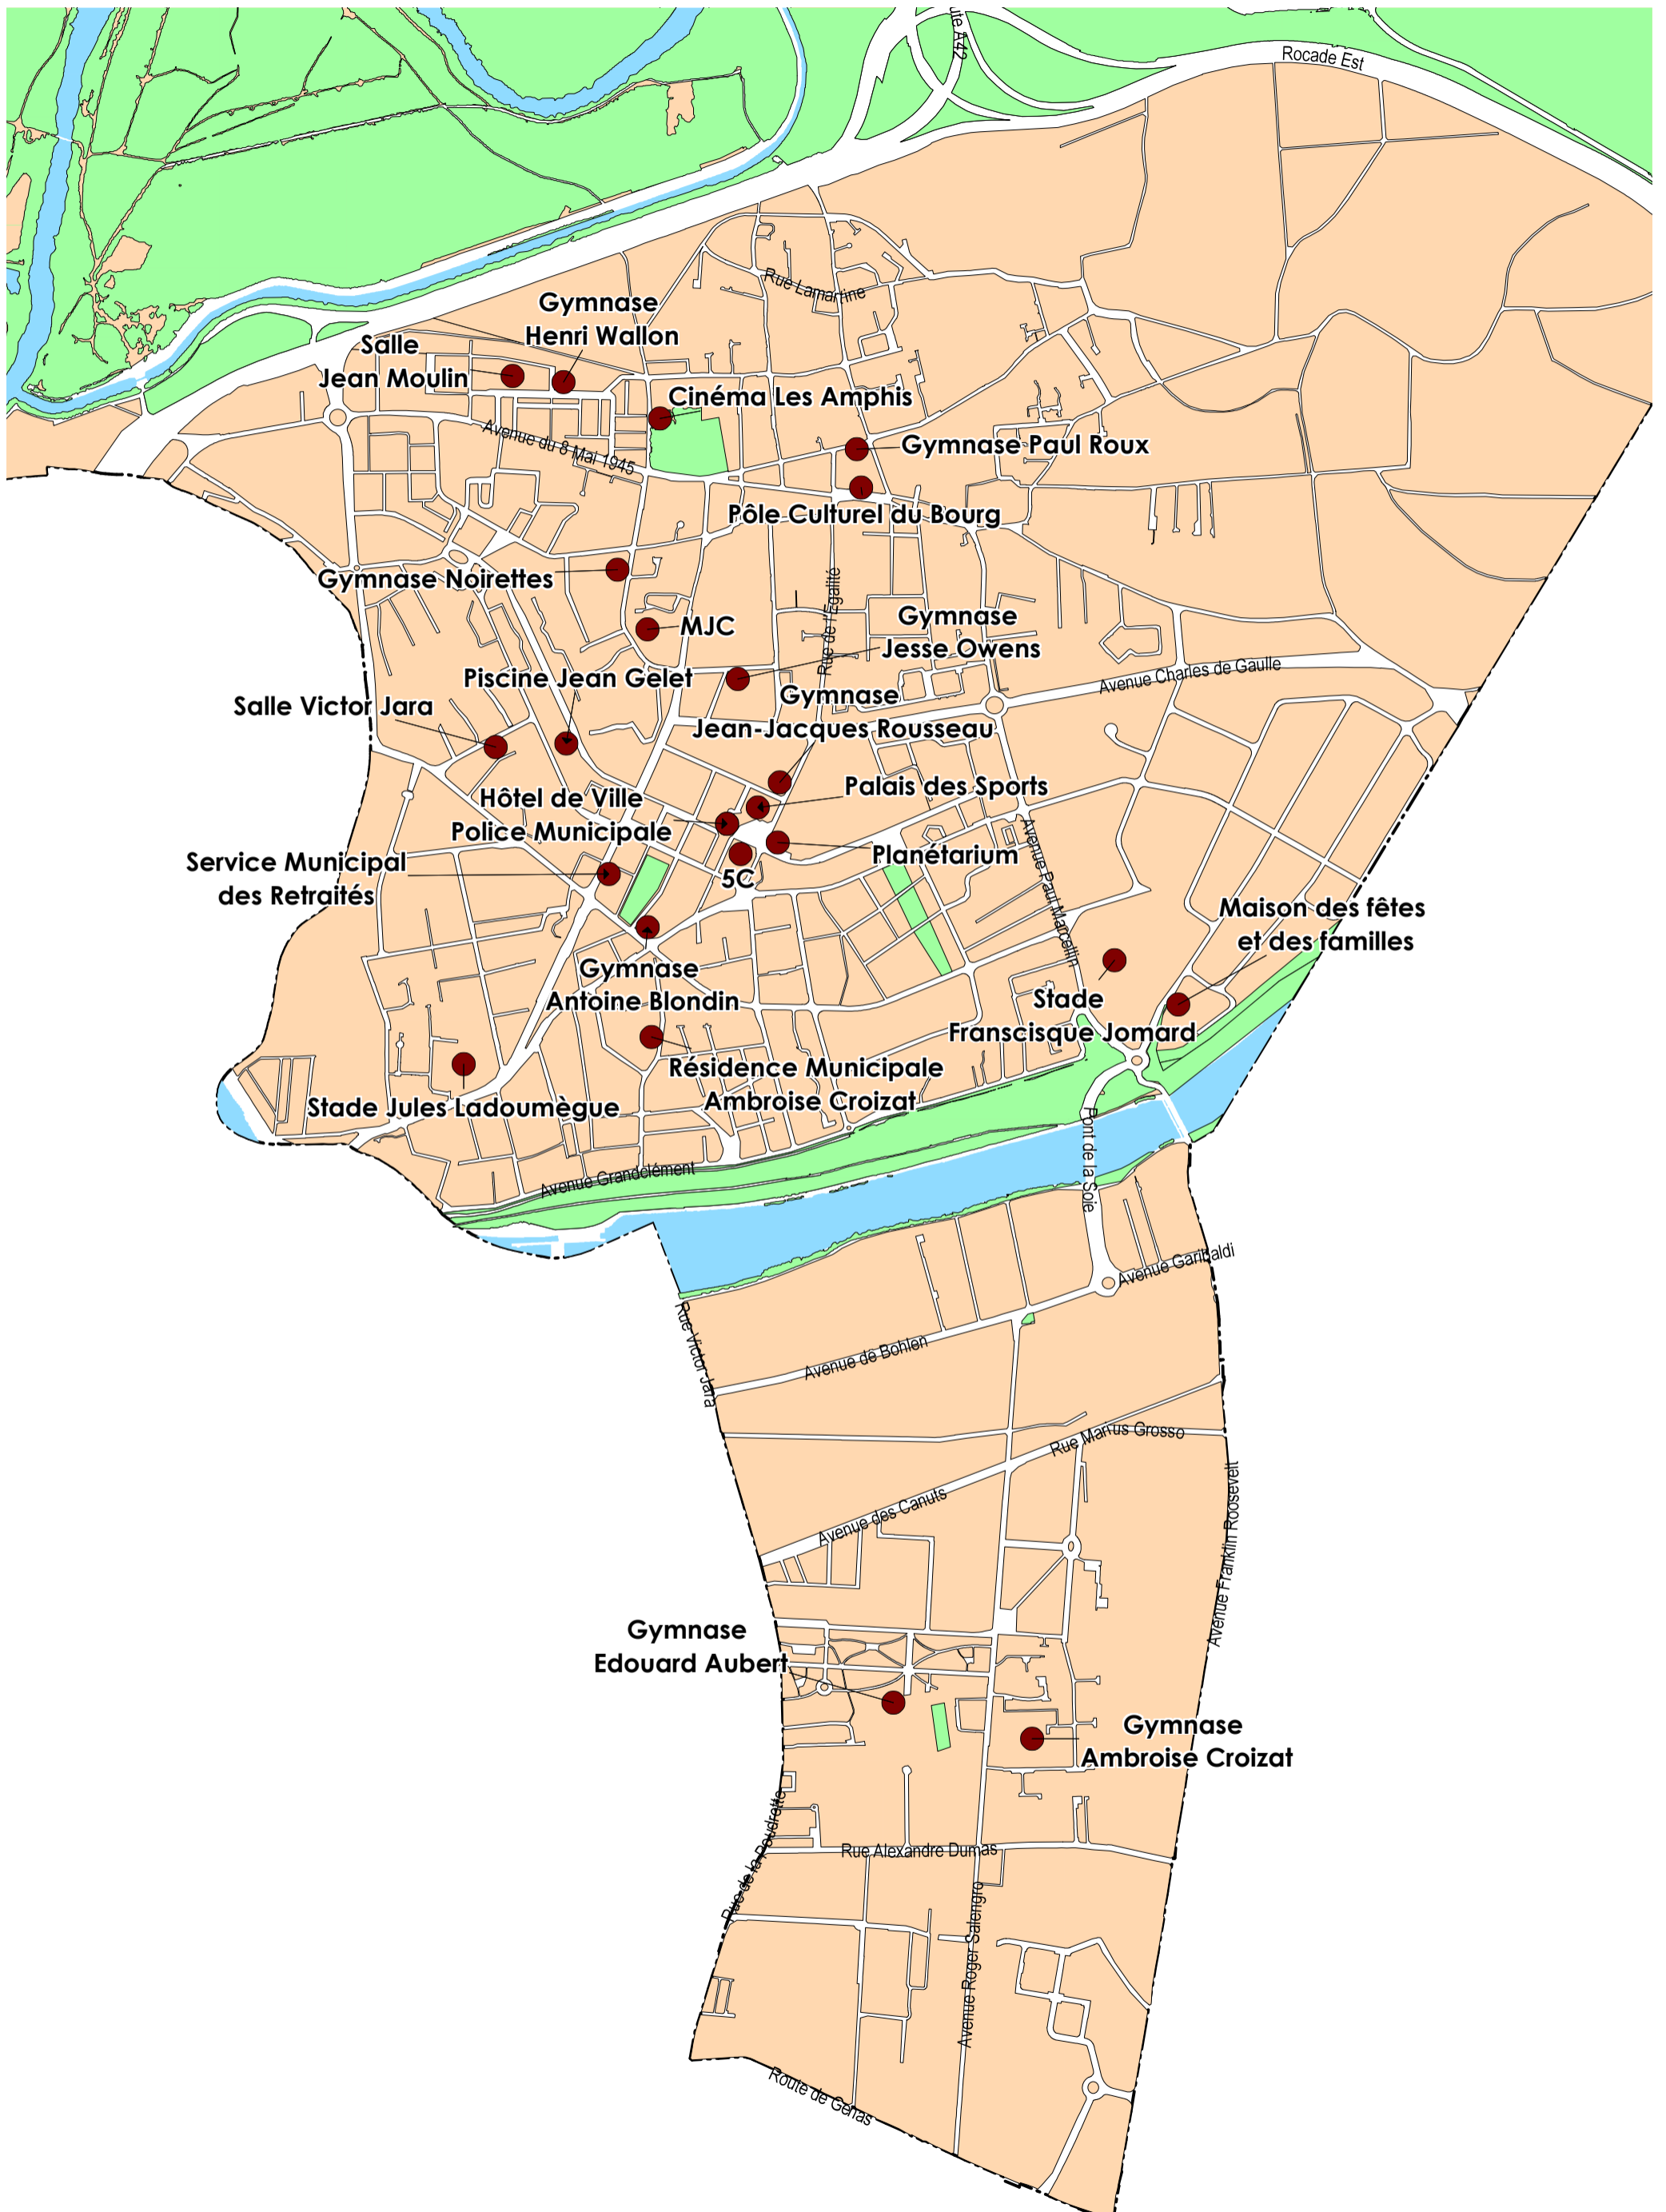 ute A42
Rocade Est
Rue Lamartine
Gymnase
Henri Wallon
Salle
Jean Moulin
Cinéma Les Amphis
Avenue du 8 Mai 1945
Gymnase Paul Roux
Pôle Culturel du Bourg
Gymnase Noirettes
Rue de l'Egalité
MJC
Gymnase
Jesse Owens
Avenue Charles de Gaulle
Piscine Jean Gelet
Salle Victor Jara
Gymnase
Jean-Jacques Rousseau
Palais des Sports
Hôtel de Ville
Police Municipale
Planétarium
Avenue Paul Marcellin
Service Municipal
des Retraités
5C
Maison des fêtes
et des familles
Gymnase
Antoine Blondin
Stade
Franscisque Jomard
Résidence Municipale
Ambroise Croizat
Stade Jules Ladoumègue
Pont de la Soie
Avenue Grandclément
Avenue Garibaldi
Rue Victor Jara
Avenue de Bohlen
Rue Marius Grosso
Avenue des Canuts
Avenue Franklin Roosevelt
Gymnase
Edouard Aubert
Gymnase
Ambroise Croizat
Rue de la Poudrette
Rue Alexandre Dumas
Avenue Roger Salengro
Route de Genas